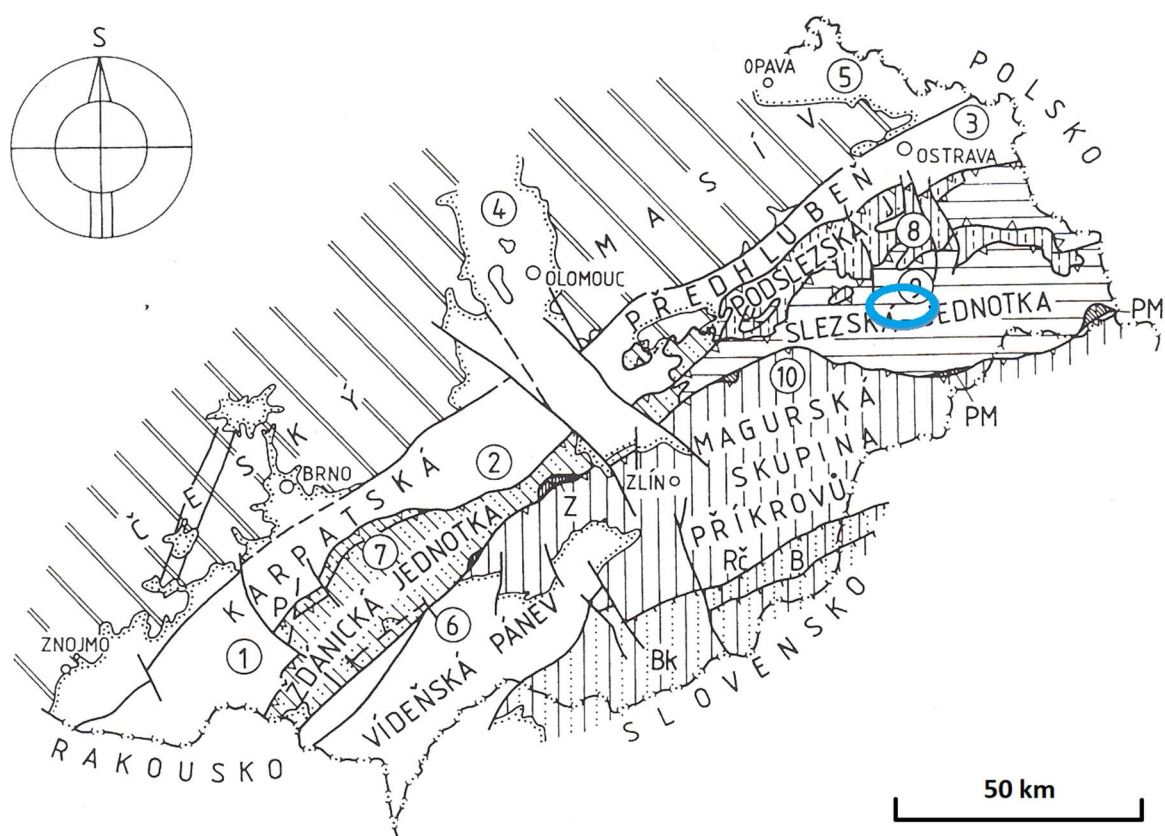 S
POLSKO
OPAVA
5
3
OSTRAVA
ČESKÝ MASÍV
4
OLOMOUC
KARPATSKÁ PŘEDHLUBEŇ
PODSLEZSKÁ J.
8
9
SLEZSKÁ JEDNOTKA
PM
PM
10
MAGURSKÁ
SKUPINA
PŘÍKROVŮ
2
BRNO
ZLÍN
Z
7
ŽDÁNICKÁ JEDNOTKA
P
Rč
B
6
1
ZNOJMO
VÍDEŇSKÁ PÁNEV
Bk
SLOVENSKO
RAKOUSKO
50 km